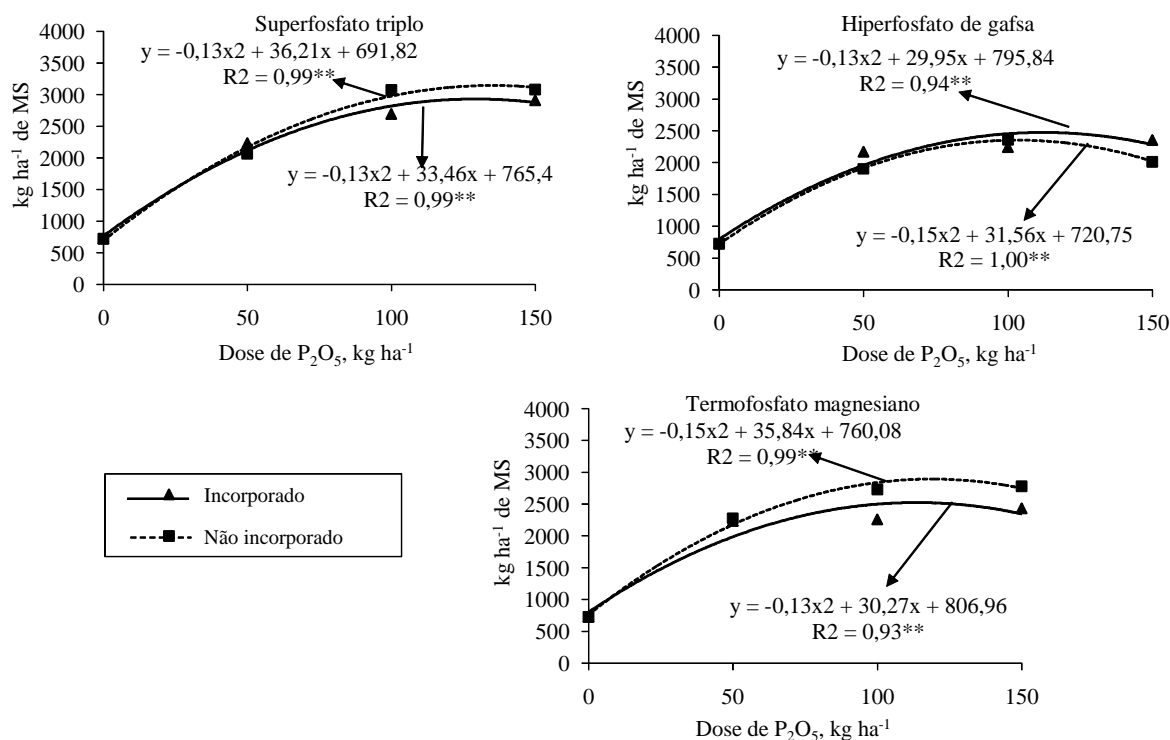 Superfosfato triplo
y = -0,13x2 + 36,21x + 691,82
R2 = 0,99**
y = -0,13x2 + 33,46x + 765,4
R2 = 0,99**
kg ha⁻¹ de MS
4000
3500
3000
2500
2000
1500
1000
500
0
0 50 100 150
Dose de P₂O₅, kg ha⁻¹
Hiperfosfato de gafsa
y = -0,13x2 + 29,95x + 795,84
R2 = 0,94**
y = -0,15x2 + 31,56x + 720,75
R2 = 1,00**
kg ha⁻¹ de MS
4000
3500
3000
2500
2000
1500
1000
500
0
0 50 100 150
Dose de P₂O₅, kg ha⁻¹
Incorporado
Não incorporado
Termofosfato magnesiano
y = -0,15x2 + 35,84x + 760,08
R2 = 0,99**
y = -0,13x2 + 30,27x + 806,96
R2 = 0,93**
kg ha⁻¹ de MS
4000
3500
3000
2500
2000
1500
1000
500
0
0 50 100 150
Dose de P₂O₅, kg ha⁻¹